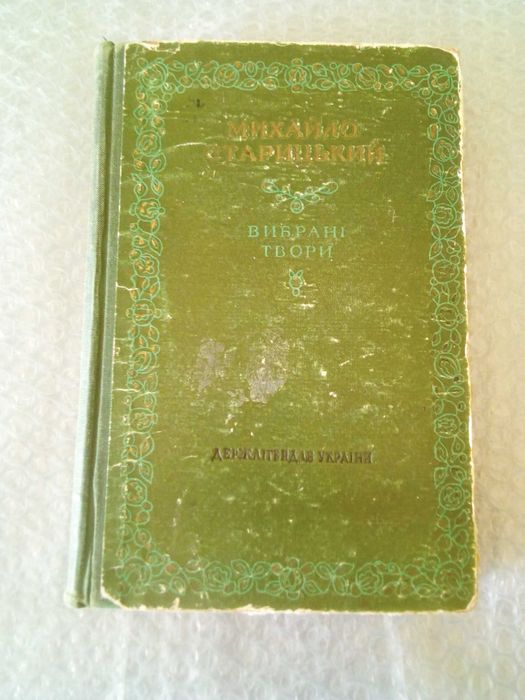 МИХАЙЛО
СТАРИЦЬКИЙ
ВИБРАНІ
ТВОРИ
ДЕРЖЛІТВИДАВ УКРАЇНИ